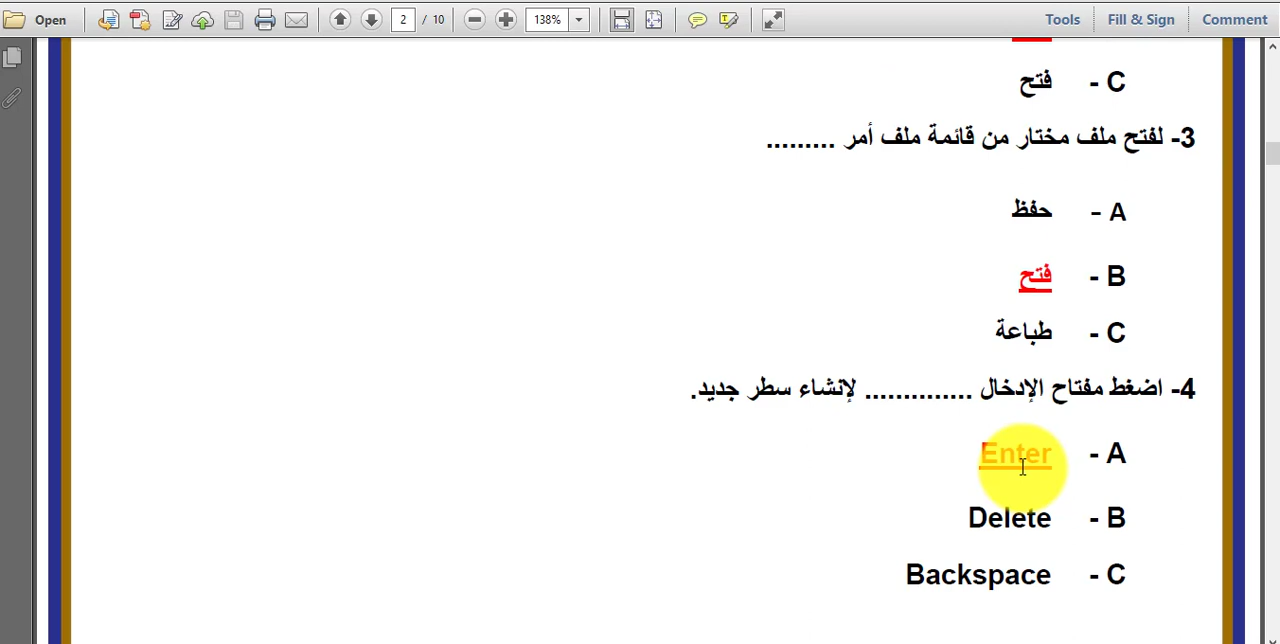 Open 2 / 10 138% Tools Fill & Sign Comment
C - فتح
3- لفتح ملف مختار من قائمة ملف أمر .........
A - حفظ
B - فتح
C - طباعة
4- اضغط مفتاح الإدخال .............. لإنشاء سطر جديد.
A - Enter
B - Delete
C - Backspace